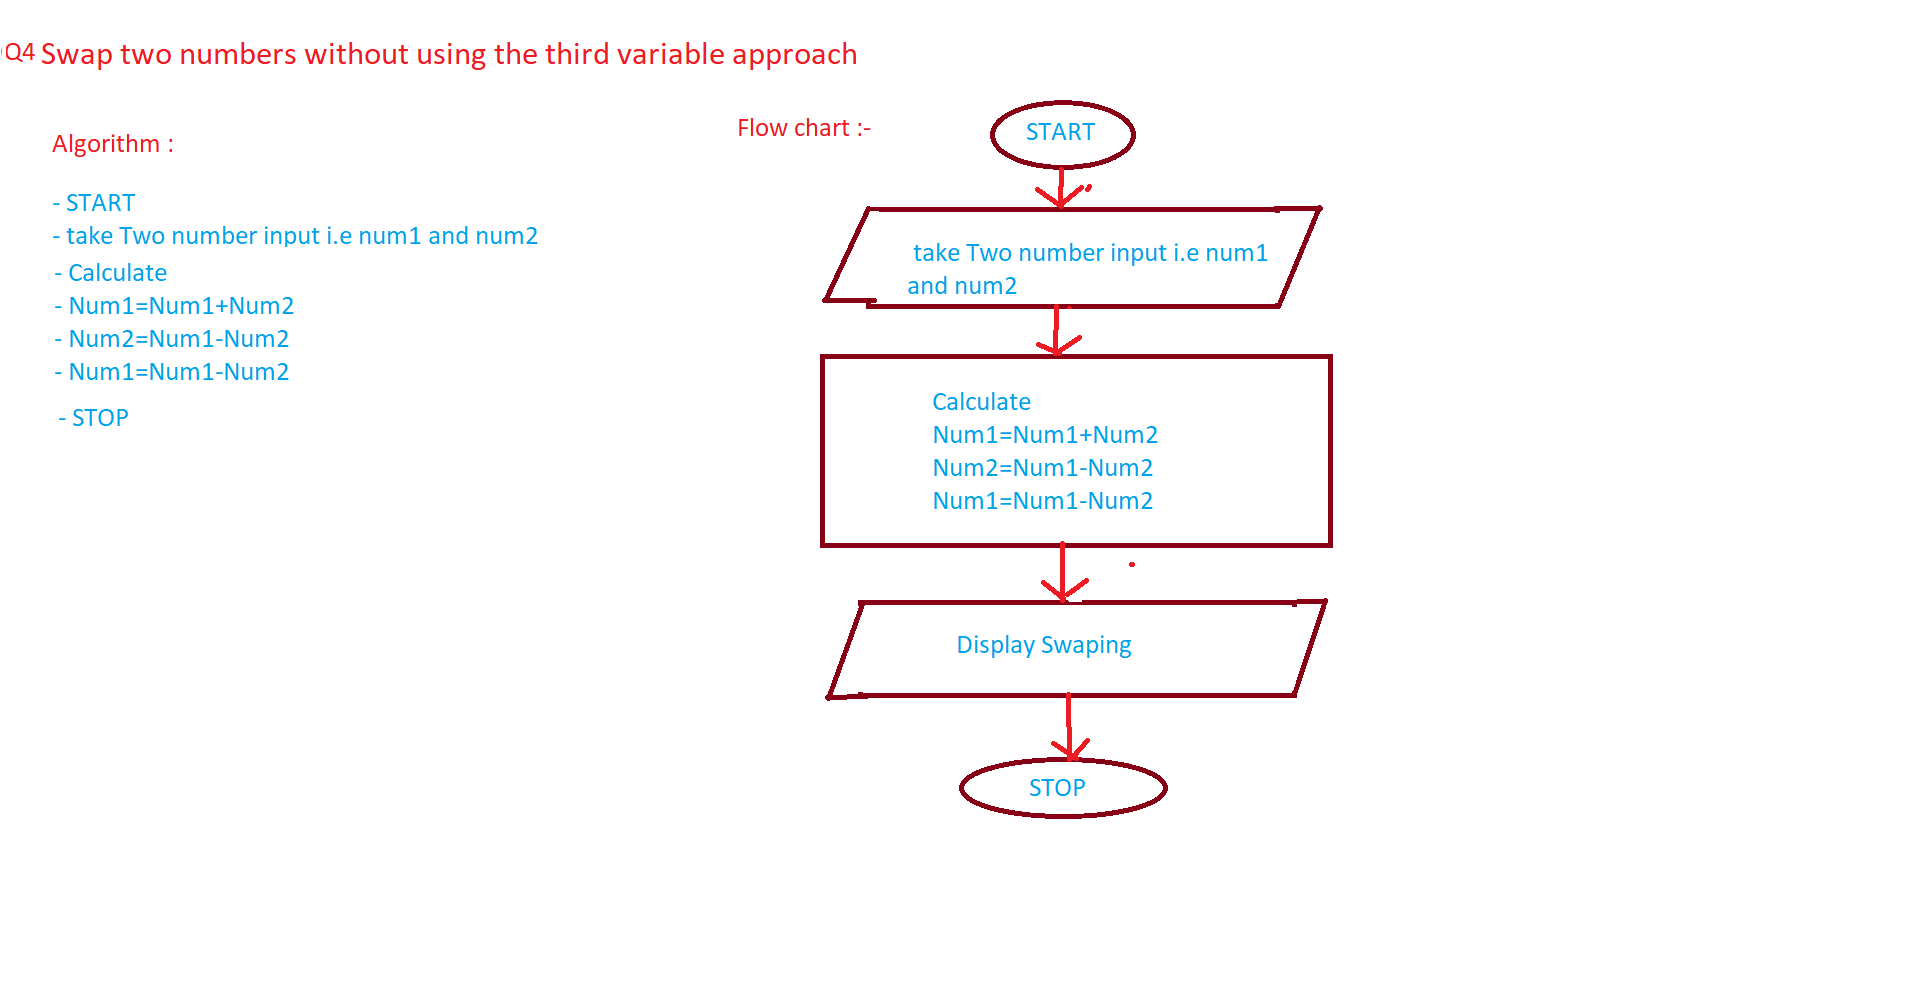 Q4 Swap two numbers without using the third variable approach
Algorithm :
- START
- take Two number input i.e num1 and num2
- Calculate
- Num1=Num1+Num2
- Num2=Num1-Num2
- Num1=Num1-Num2
- STOP
Flow chart :-
START
take Two number input i.e num1
and num2
Calculate
Num1=Num1+Num2
Num2=Num1-Num2
Num1=Num1-Num2
Display Swaping
STOP